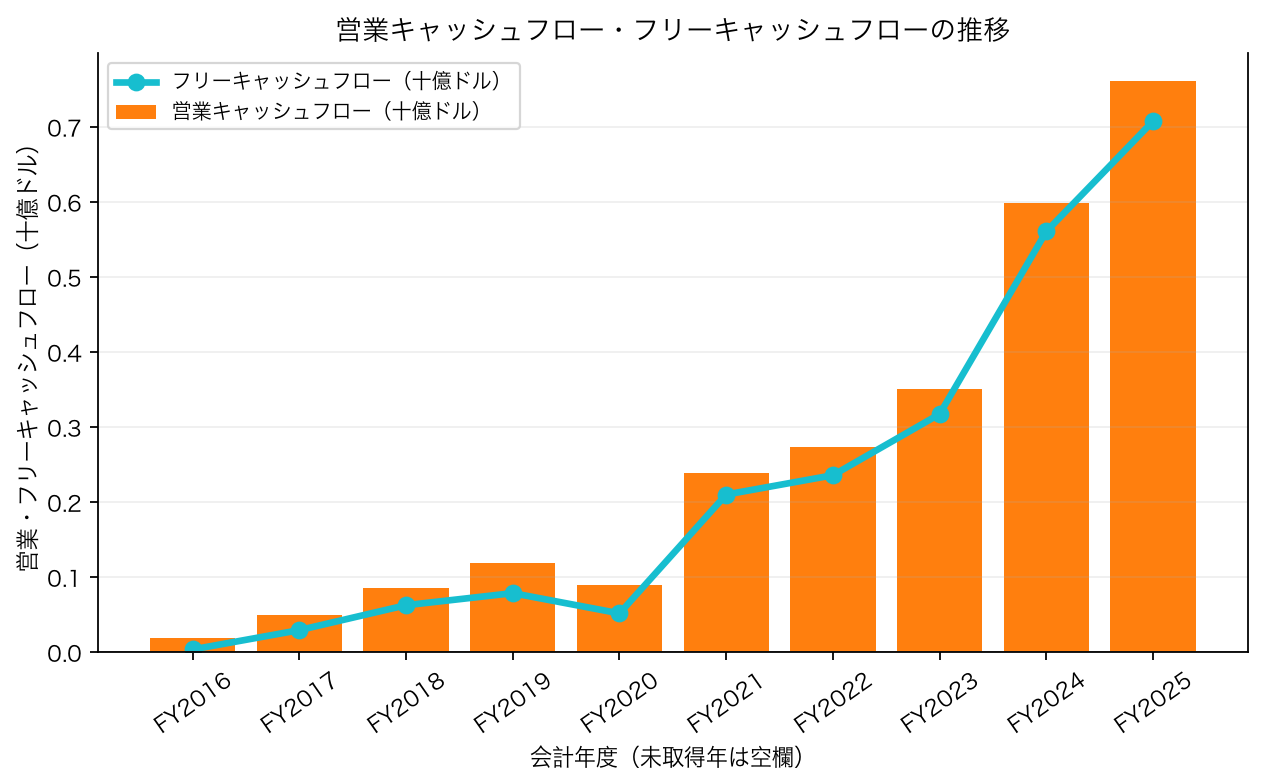 営業キャッシュフロー・フリーキャッシュフローの推移
フリーキャッシュフロー（十億ドル）
営業キャッシュフロー（十億ドル）
営業・フリーキャッシュフロー（十億ドル）
0.7
0.6
0.5
0.4
0.3
0.2
0.1
0.0
FY2016
FY2017
FY2018
FY2019
FY2020
FY2021
FY2022
FY2023
FY2024
FY2025
会計年度（未取得年は空欄）